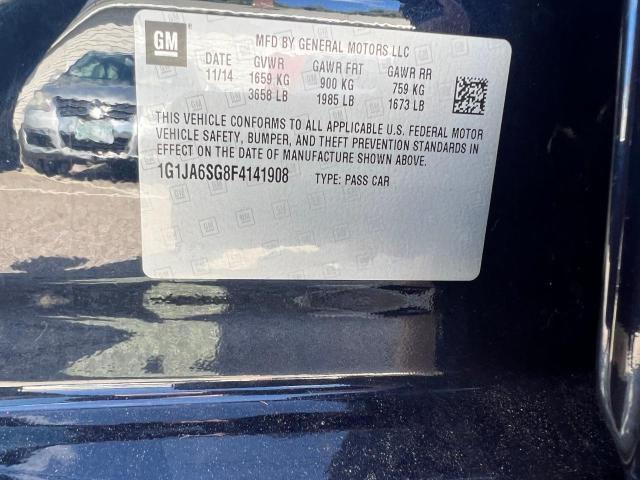 GM
MFD BY GENERAL MOTORS LLC
DATE GVWR GAWR FRT GAWR RR
11/14 1659 KG 900 KG 759 KG
3658 LB 1985 LB 1673 LB
THIS VEHICLE CONFORMS TO ALL APPLICABLE U.S. FEDERAL MOTOR
VEHICLE SAFETY, BUMPER, AND THEFT PREVENTION STANDARDS IN
EFFECT ON THE DATE OF MANUFACTURE SHOWN ABOVE.
1G1JA6SG8F4141908 TYPE: PASS CAR